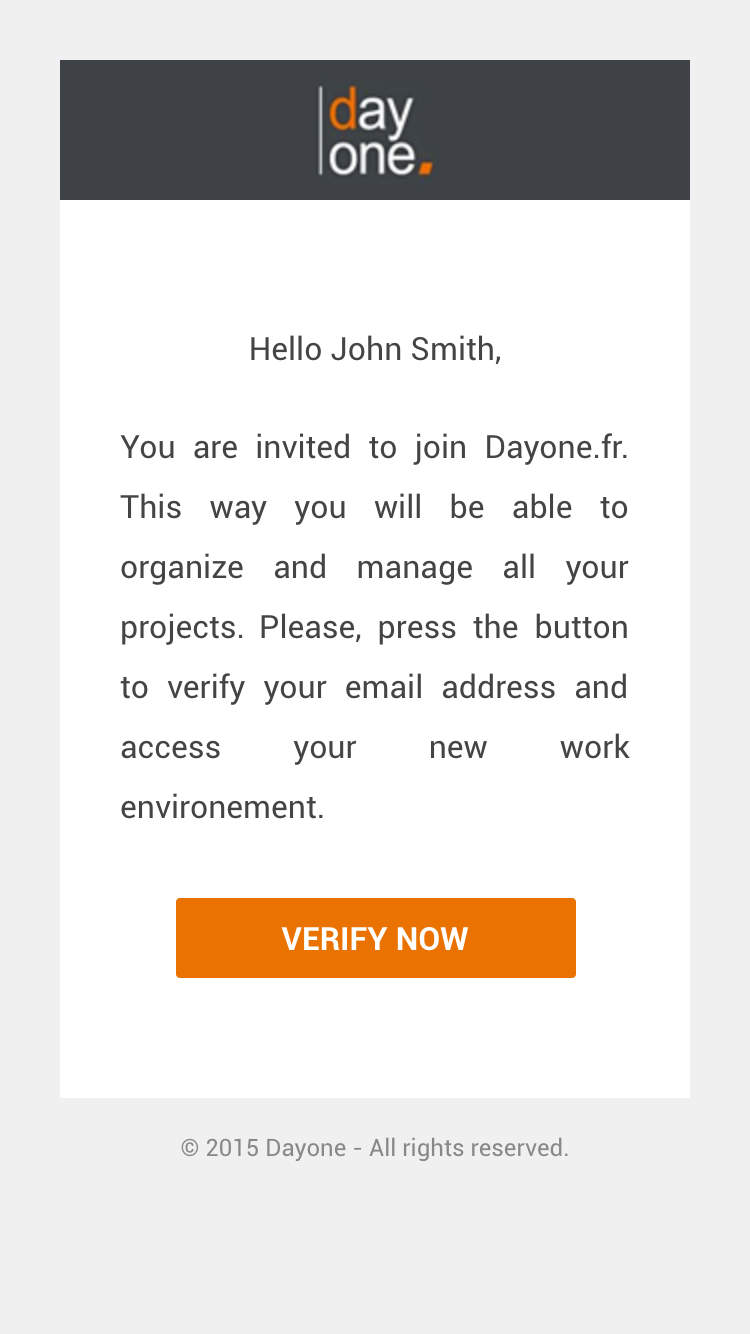 day
one.
Hello John Smith,
You are invited to join Dayone.fr.
This way you will be able to
organize and manage all your
projects. Please, press the button
to verify your email address and
access your new work
environement.
VERIFY NOW
© 2015 Dayone - All rights reserved.